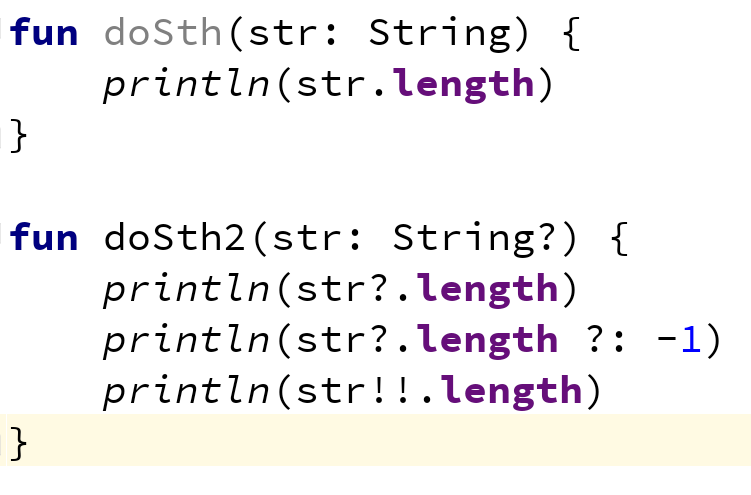 fun doSth(str: String) {
    println(str.length)
}
fun doSth2(str: String?) {
    println(str?.length)
    println(str?.length ?: -1)
    println(str!!.length)
}